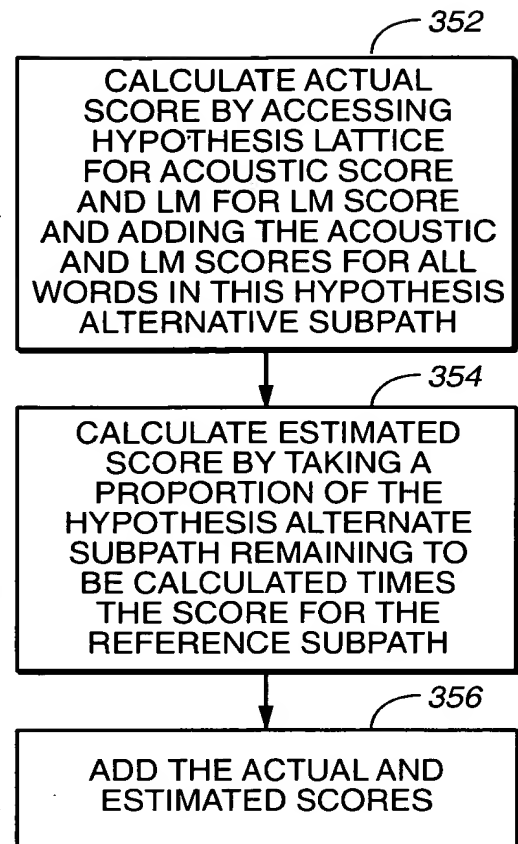 352
CALCULATE ACTUAL
SCORE BY ACCESSING
HYPOTHESIS LATTICE
FOR ACOUSTIC SCORE
AND LM FOR LM SCORE
AND ADDING THE ACOUSTIC
AND LM SCORES FOR ALL
WORDS IN THIS HYPOTHESIS
ALTERNATIVE SUBPATH
354
CALCULATE ESTIMATED
SCORE BY TAKING A
PROPORTION OF THE
HYPOTHESIS ALTERNATE
SUBPATH REMAINING TO
BE CALCULATED TIMES
THE SCORE FOR THE
REFERENCE SUBPATH
356
ADD THE ACTUAL AND
ESTIMATED SCORES